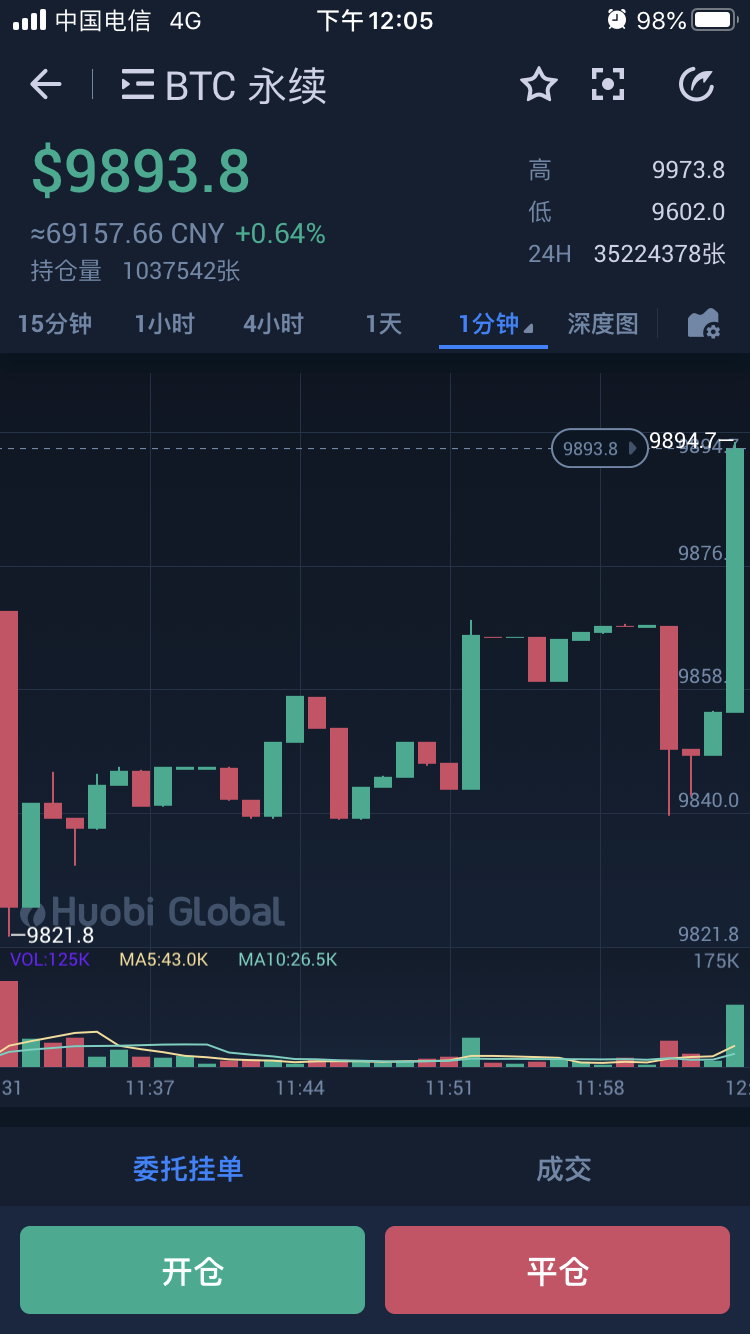 中国电信 4G 下午 12:05 98%
BTC 永续
$9893.8
≈69157.66 CNY +0.64%
持仓量 1037542张
高 9973.8
低 9602.0
24H 35224378张
15分钟 1小时 4小时 1天 1分钟 深度图
9893.8
9894.7
9894.7
9876.
9858.
9840.0
Huobi Global
9821.8
9821.8
VOL:125K MA5:43.0K MA10:26.5K 175K
31 11:37 11:44 11:51 11:58 12:
委托挂单 成交
开仓 平仓